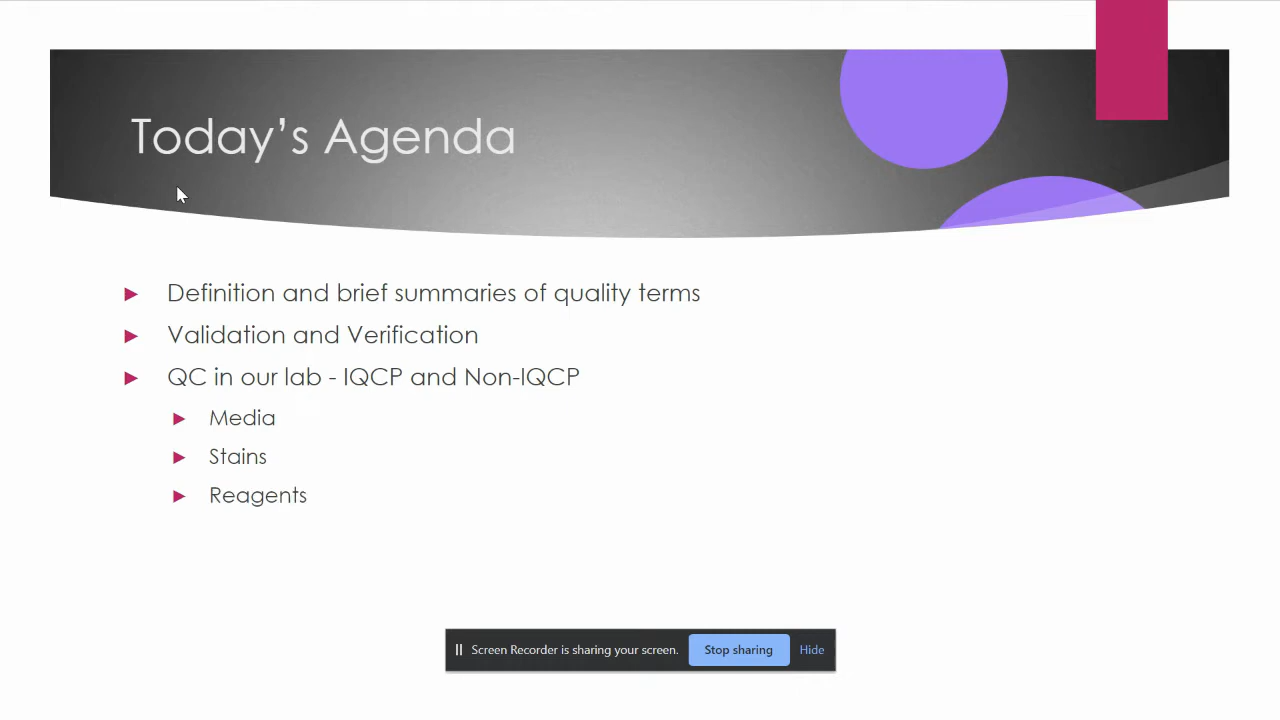 Today's Agenda
Definition and brief summaries of quality terms
Validation and Verification
QC in our lab - IQCP and Non-IQCP
Media
Stains
Reagents
Screen Recorder is sharing your screen. Stop sharing Hide